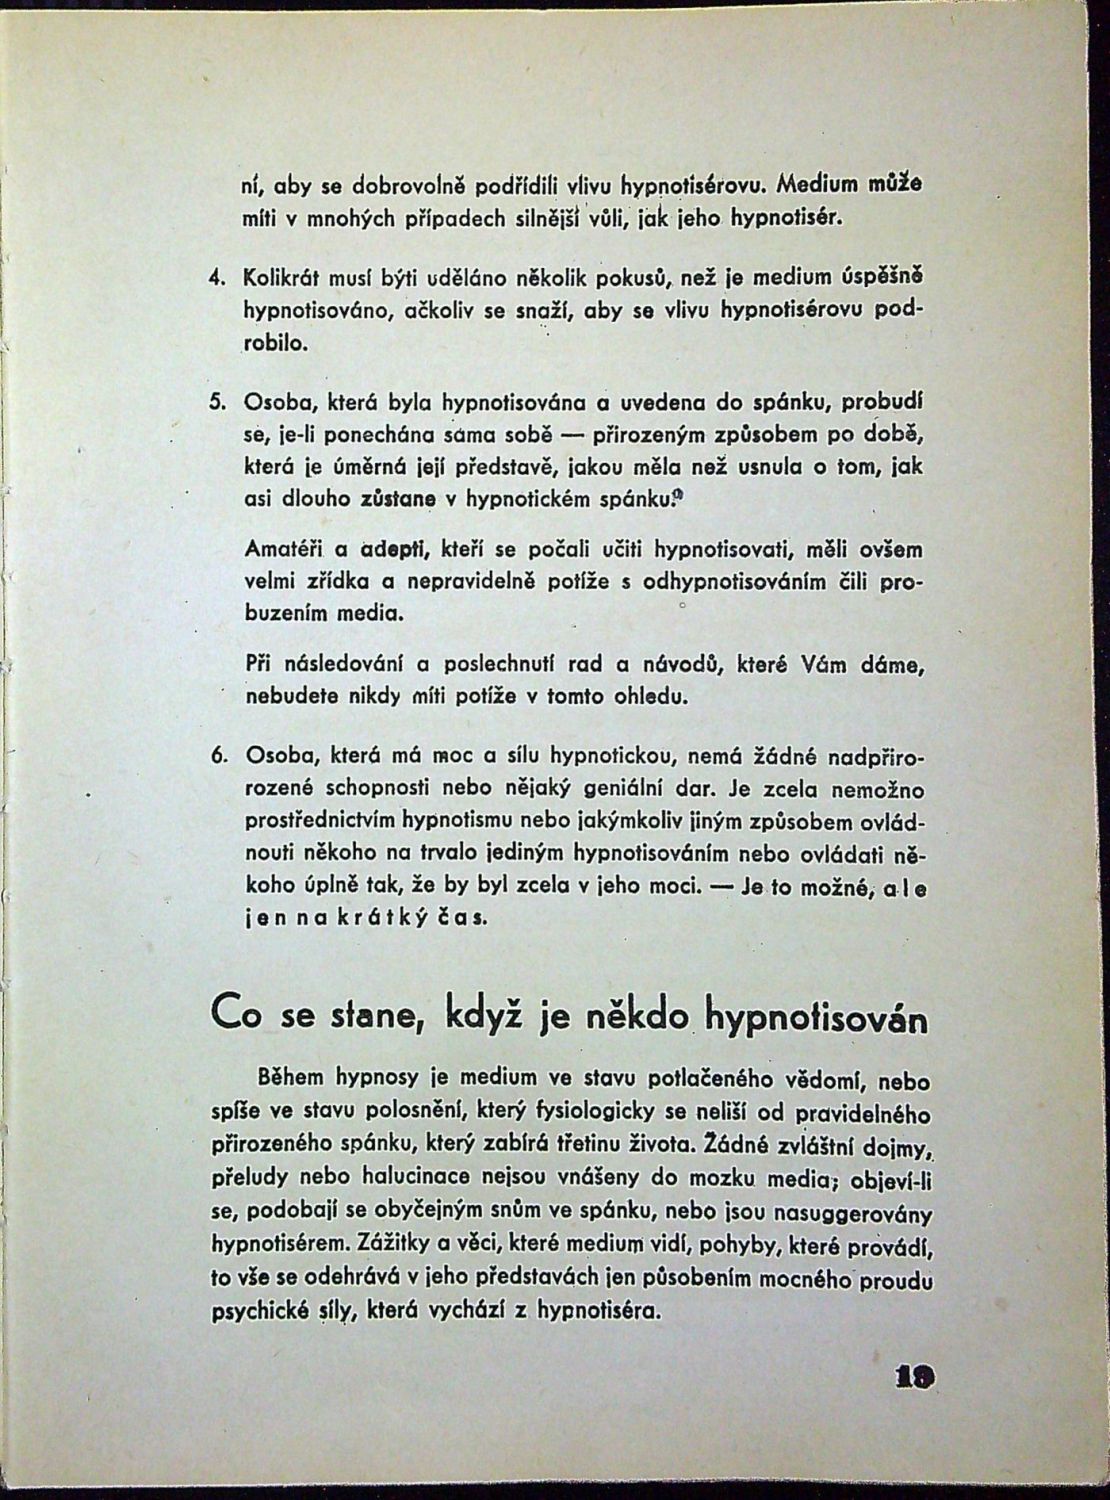 ní, aby se dobrovolně podřídili vlivu hypnotisérovu. Medium může
míti v mnohých případech silnější vůli, jak jeho hypnotisér.
4. Kolikrát musí býti uděláno několik pokusů, než je medium úspěšně
hypnotisováno, ačkoliv se snaží, aby se vlivu hypnotisérovu pod-
robilo.
5. Osoba, která byla hypnotisována a uvedena do spánku, probudí
se, je-li ponechána sama sobě — přirozeným způsobem po době,
která je úměrná její představě, jakou měla než usnula o tom, jak
asi dlouho zůstane v hypnotickém spánku.
Amatéři a adepti, kteří se počali učiti hypnotisovati, měli ovšem
velmi zřídka a nepravidelně potíže s odhypnotisováním čili pro-
buzením media.
Při následování a poslechnutí rad a návodů, které Vám dáme,
nebudete nikdy míti potíže v tomto ohledu.
6. Osoba, která má moc a sílu hypnotickou, nemá žádné nadpřiro-
rozené schopnosti nebo nějaký geniální dar. Je zcela nemožno
prostřednictvím hypnotismu nebo jakýmkoliv jiným způsobem ovlád-
nouti někoho na trvalo jediným hypnotisováním nebo ovládati ně-
koho úplně tak, že by byl zcela v jeho moci. — Je to možné, ale
jen na krátký čas.
Co se stane, když je někdo hypnotisován
Během hypnosy je medium ve stavu potlačeného vědomí, nebo
spíše ve stavu polosnění, který fysiologicky se neliší od pravidelného
přirozeného spánku, který zabírá třetinu života. Žádné zvláštní dojmy,
přeludy nebo halucinace nejsou vnášeny do mozku media; objeví-li
se, podobají se obyčejným snům ve spánku, nebo jsou nasuggerovány
hypnotisérem. Zážitky a věci, které medium vidí, pohyby, které provádí,
to vše se odehrává v jeho představách jen působením mocného proudu
psychické síly, která vychází z hypnotiséra.
19